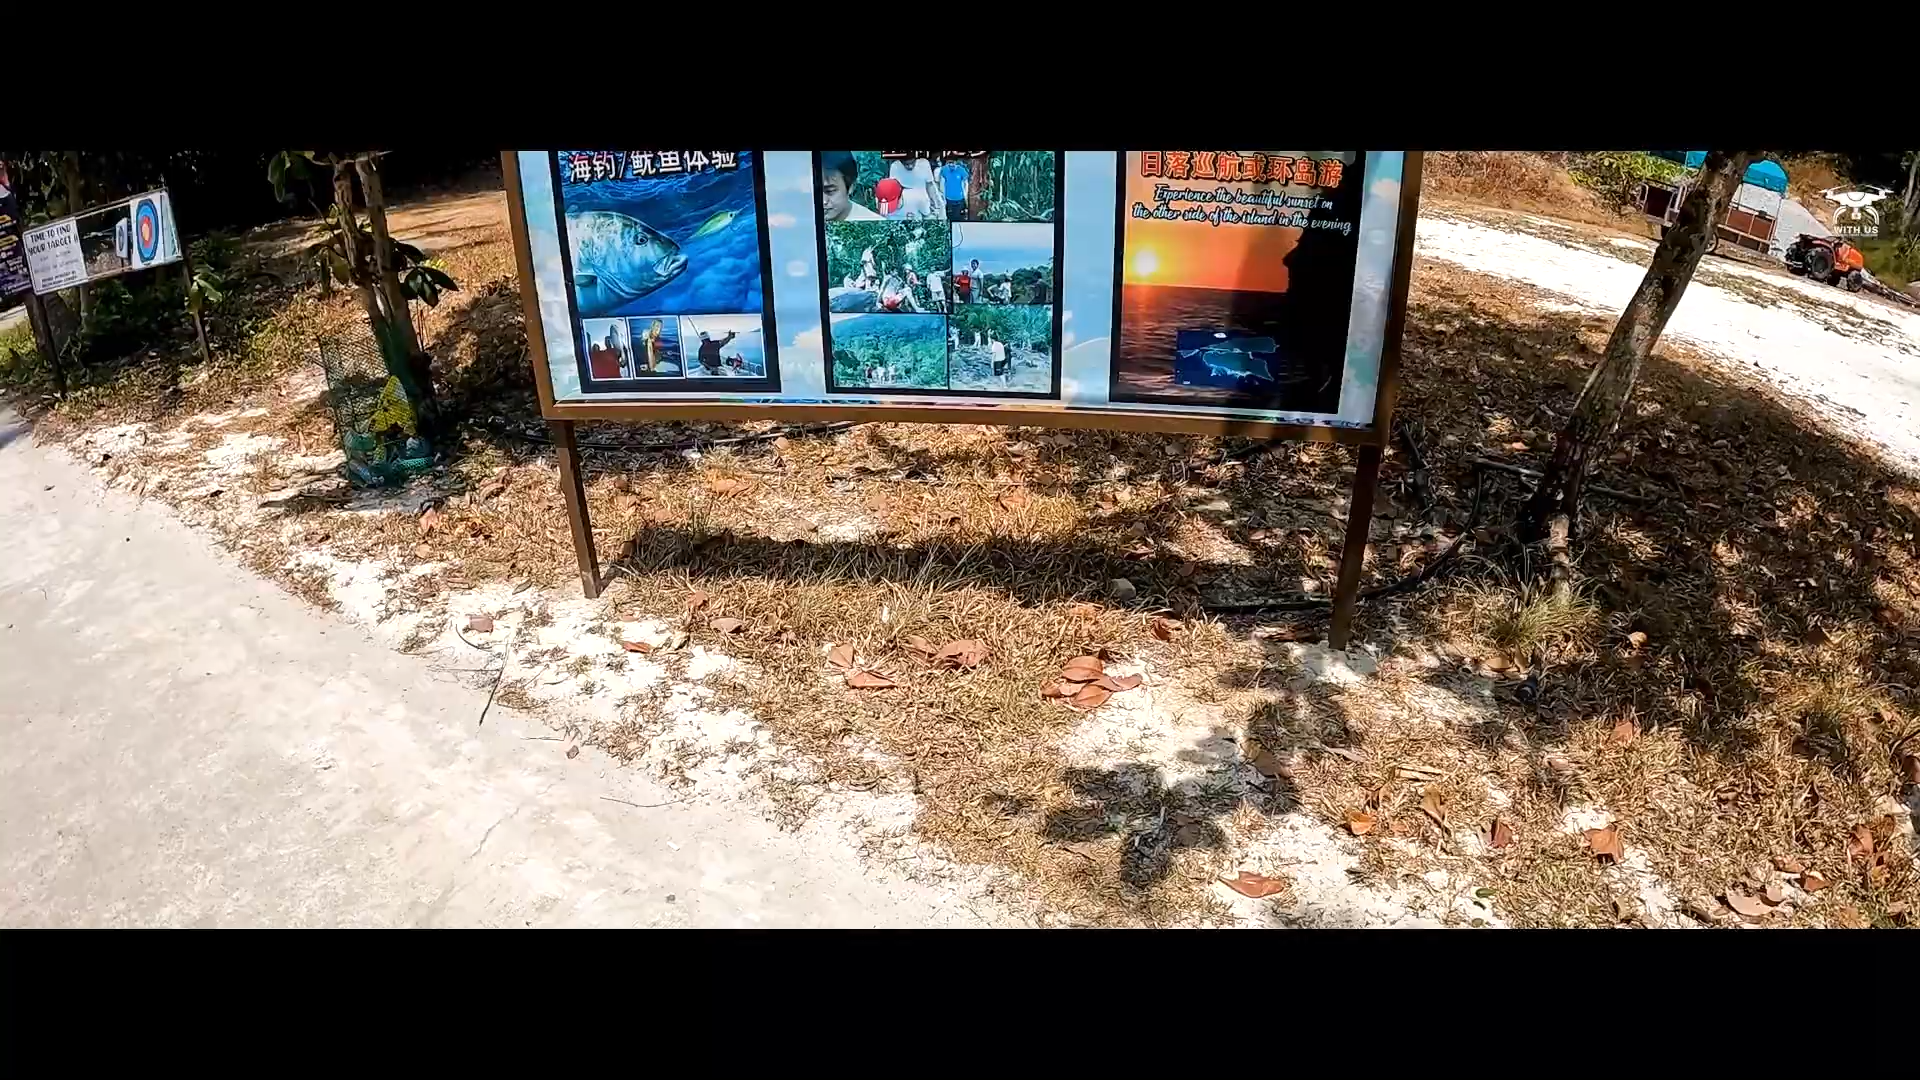 TIME TO FIND
YOUR TARGET !!
海钓/鱿鱼体验
日落巡航或环岛游
Experience the beautiful sunset on
the other side of the island in the evening
WITH US